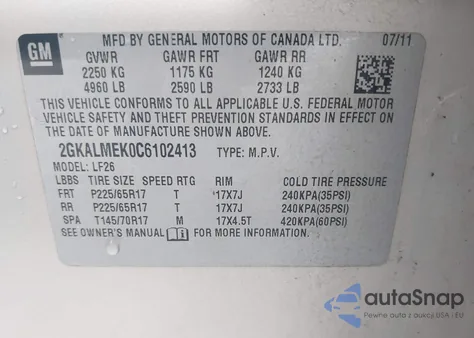 GM MFD BY GENERAL MOTORS OF CANADA LTD. 07/11
GVWR GAWR FRT GAWR RR
2250 KG 1175 KG 1240 KG
4960 LB 2590 LB 2733 LB
THIS VEHICLE CONFORMS TO ALL APPLICABLE U.S. FEDERAL MOTOR
VEHICLE SAFETY AND THEFT PREVENTION STANDARDS IN EFFECT ON
THE DATE OF MANUFACTURE SHOWN ABOVE.
2GKALMEK0C6102413 TYPE: M.P.V.
MODEL: LF26
LBBS TIRE SIZE SPEED RTG RIM COLD TIRE PRESSURE
FRT P225/65R17 T 17X7J 240KPA(35PSI)
RR P225/65R17 T 17X7J 240KPA(35PSI)
SPA T145/70R17 M 17X4.5T 420KPA(60PSI)
SEE OWNER'S MANUAL FOR MORE INFORMATION
autoSnap
Pewne auta z aukcji USA i EU